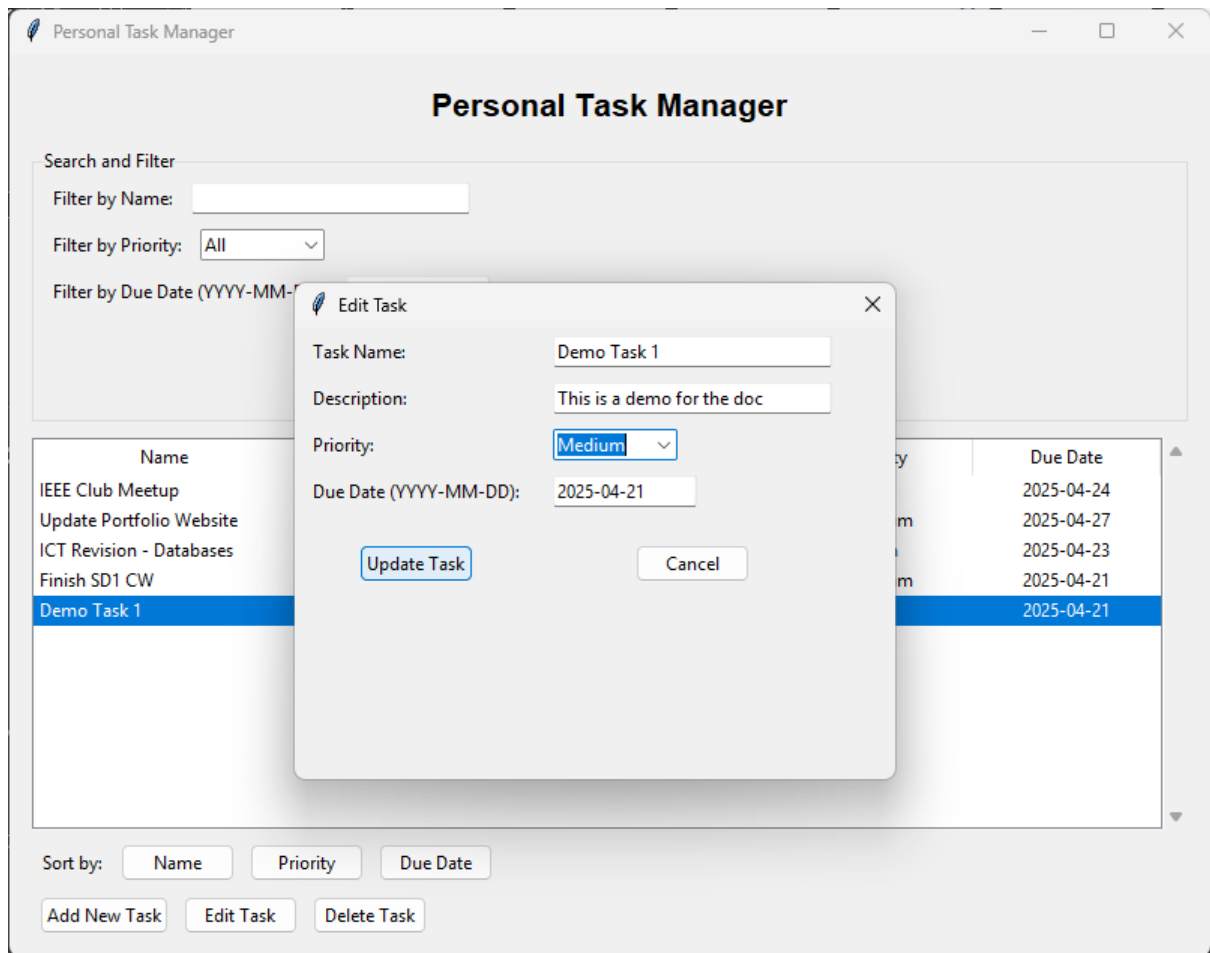 Personal Task Manager
Personal Task Manager
Search and Filter
Filter by Name:
Filter by Priority: All
Filter by Due Date (YYYY-MM-
Edit Task
Task Name: Demo Task 1
Description: This is a demo for the doc
Priority: Medium
Due Date (YYYY-MM-DD): 2025-04-21
Update Task Cancel
Name Due Date
IEEE Club Meetup 2025-04-24
Update Portfolio Website 2025-04-27
ICT Revision - Databases 2025-04-23
Finish SD1 CW 2025-04-21
Demo Task 1 2025-04-21
Sort by: Name Priority Due Date
Add New Task Edit Task Delete Task